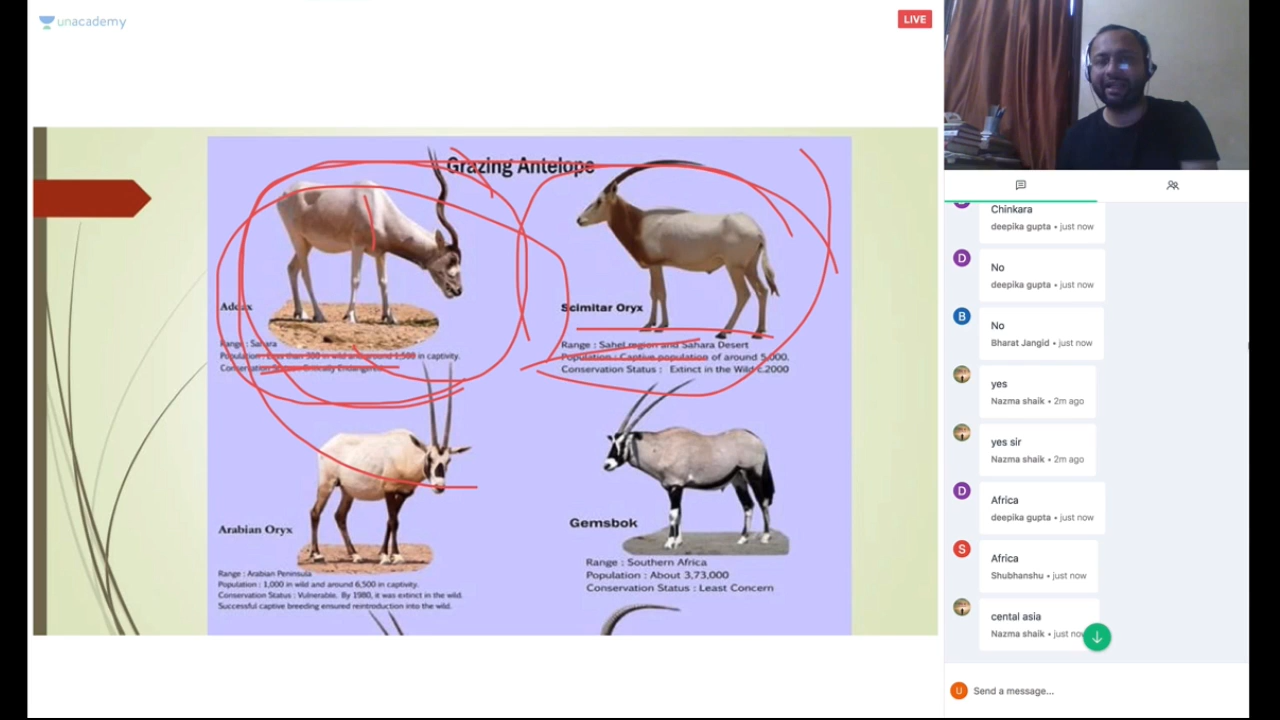 unacademy
LIVE
Grazing Antelope
Addax
Range : Sahara
Population : Less than 500 in wild and around 1,500 in captivity.
Conservation Status : Critically Endangered.
Scimitar Oryx
Range : Sahel region and Sahara Desert
Population : Captive population of around 5,000.
Conservation Status : Extinct in the Wild c.2000
Arabian Oryx
Range : Arabian Peninsula
Population : 1,000 in wild and around 6,500 in captivity.
Conservation Status : Vulnerable. By 1980, it was extinct in the wild.
Successful captive breeding ensured reintroduction into the wild.
Gemsbok
Range : Southern Africa
Population : About 3,73,000
Conservation Status : Least Concern
Chinkara
deepika gupta • just now
D
No
deepika gupta • just now
B
No
Bharat Jangid • just now
yes
Nazma shaik • 2m ago
yes sir
Nazma shaik • 2m ago
D
Africa
deepika gupta • just now
S
Africa
Shubhanshu • just now
cental asia
Nazma shaik • just now
U
Send a message...